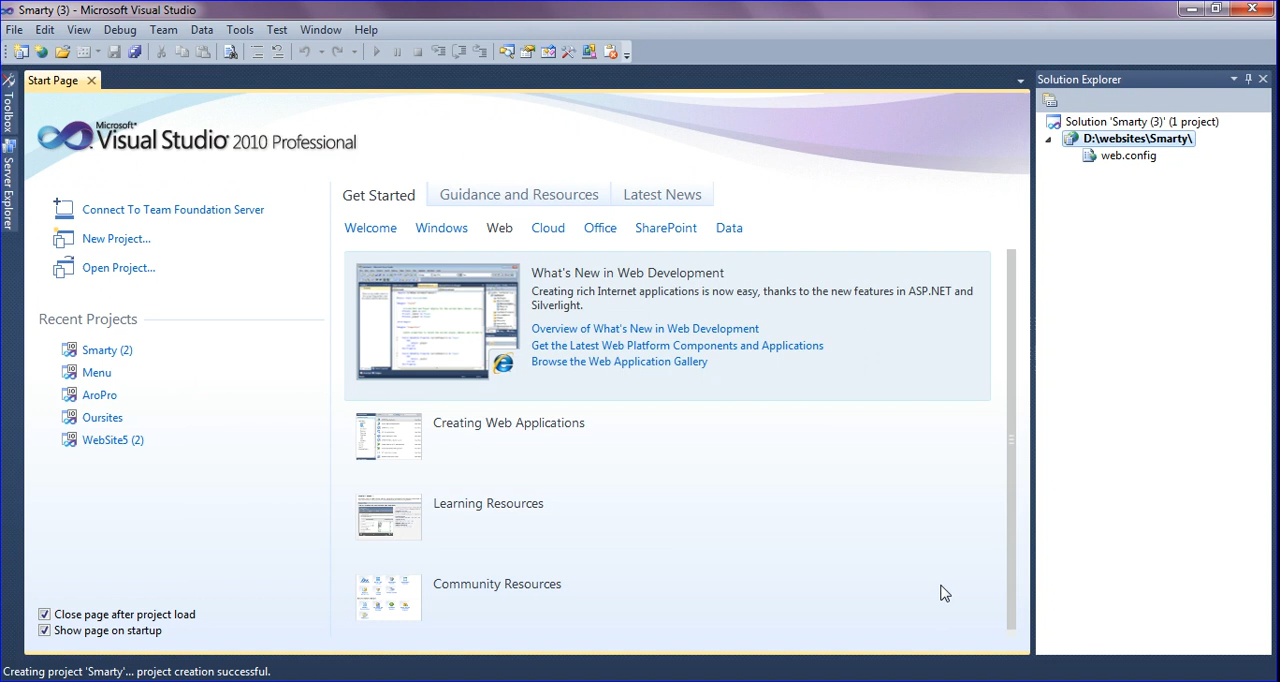 Smarty (3) - Microsoft Visual Studio
File Edit View Debug Team Data Tools Test Window Help
Toolbox
Server Explorer
Start Page
Microsoft
Visual Studio 2010 Professional
Connect To Team Foundation Server
New Project...
Open Project...
Recent Projects
Smarty (2)
Menu
AroPro
Oursites
WebSite5 (2)
Close page after project load
Show page on startup
Get Started Guidance and Resources Latest News
Welcome Windows Web Cloud Office SharePoint Data
What's New in Web Development
Creating rich Internet applications is now easy, thanks to the new features in ASP.NET and
Silverlight.
Overview of What's New in Web Development
Get the Latest Web Platform Components and Applications
Browse the Web Application Gallery
Creating Web Applications
Learning Resources
Community Resources
Solution Explorer
Solution 'Smarty (3)' (1 project)
D:\websites\Smarty\
web.config
Creating project 'Smarty'... project creation successful.